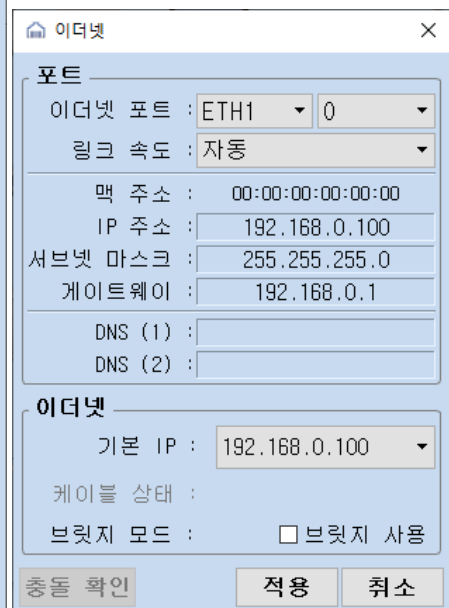 이더넷
포트
이더넷 포트 : ETH1 0
링크 속도 : 자동
맥 주소 : 00:00:00:00:00:00
IP 주소 : 192.168.0.100
서브넷 마스크 : 255.255.255.0
게이트웨이 : 192.168.0.1
DNS (1) :
DNS (2) :
이더넷
기본 IP : 192.168.0.100
케이블 상태 :
브릿지 모드 : 브릿지 사용
충돌 확인 적용 취소